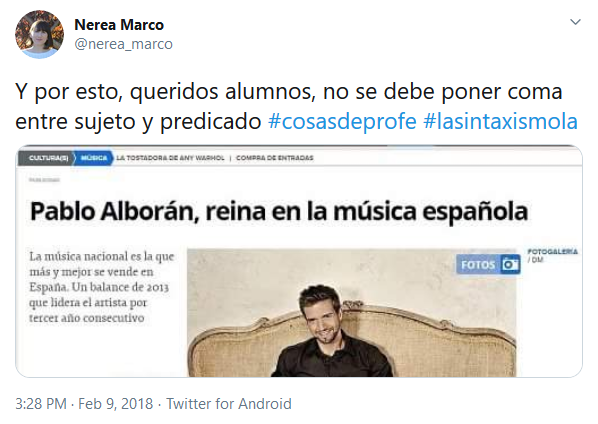 Nerea Marco
@nerea_marco
Y por esto, queridos alumnos, no se debe poner coma
entre sujeto y predicado #cosasdeprofe #lasintaxismola
CULTURA(S) MÚSICA LA TOSTADORA DE ANY WARHOL | COMPRA DE ENTRADAS
PUBLICIDAD
Pablo Alborán, reina en la música española
La música nacional es la que
más y mejor se vende en
España. Un balance de 2013
que lidera el artista por
tercer año consecutivo
FOTOS
FOTOGALERÍA
/ DM
3:28 PM · Feb 9, 2018 · Twitter for Android